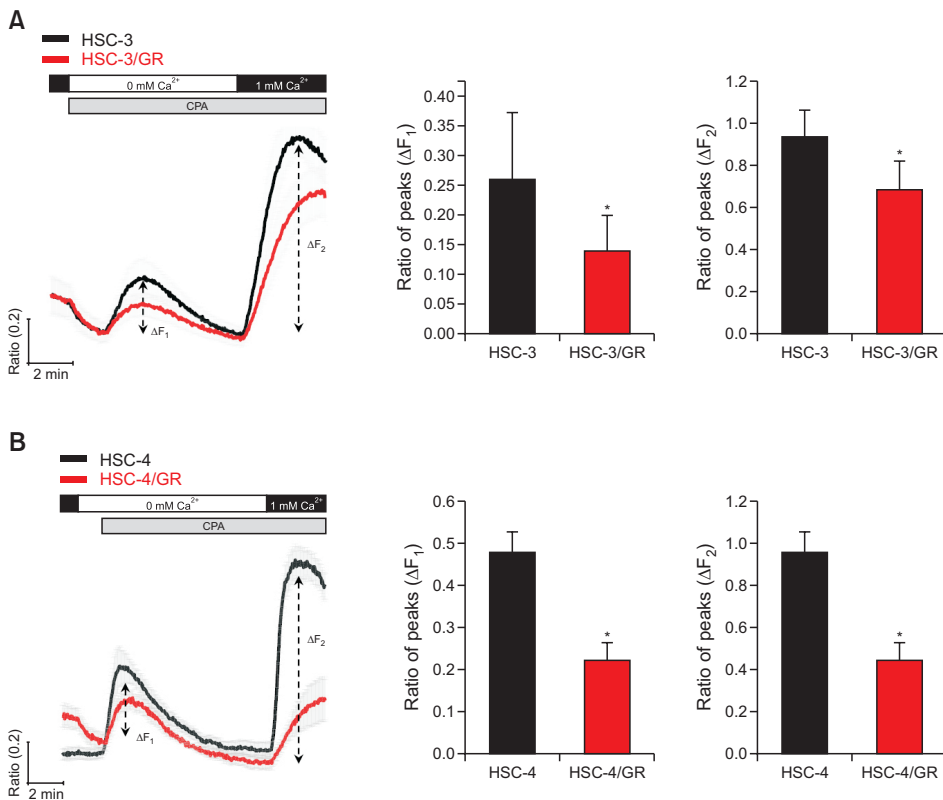 A
HSC-3
HSC-3/GR
0 mM Ca²⁺
1 mM Ca²⁺
CPA
ΔF₁
ΔF₂
Ratio (0.2)
2 min
Ratio of peaks (ΔF₁)
0.40
0.35
0.30
0.25
0.20
0.15
0.10
0.05
0.00
*
HSC-3
HSC-3/GR
Ratio of peaks (ΔF₂)
1.2
1.0
0.8
0.6
0.4
0.2
0.0
*
HSC-3
HSC-3/GR
B
HSC-4
HSC-4/GR
0 mM Ca²⁺
1 mM Ca²⁺
CPA
ΔF₁
ΔF₂
Ratio (0.2)
2 min
Ratio of peaks (ΔF₁)
0.6
0.5
0.4
0.3
0.2
0.1
0.0
*
HSC-4
HSC-4/GR
Ratio of peaks (ΔF₂)
1.2
1.0
0.8
0.6
0.4
0.2
0.0
*
HSC-4
HSC-4/GR